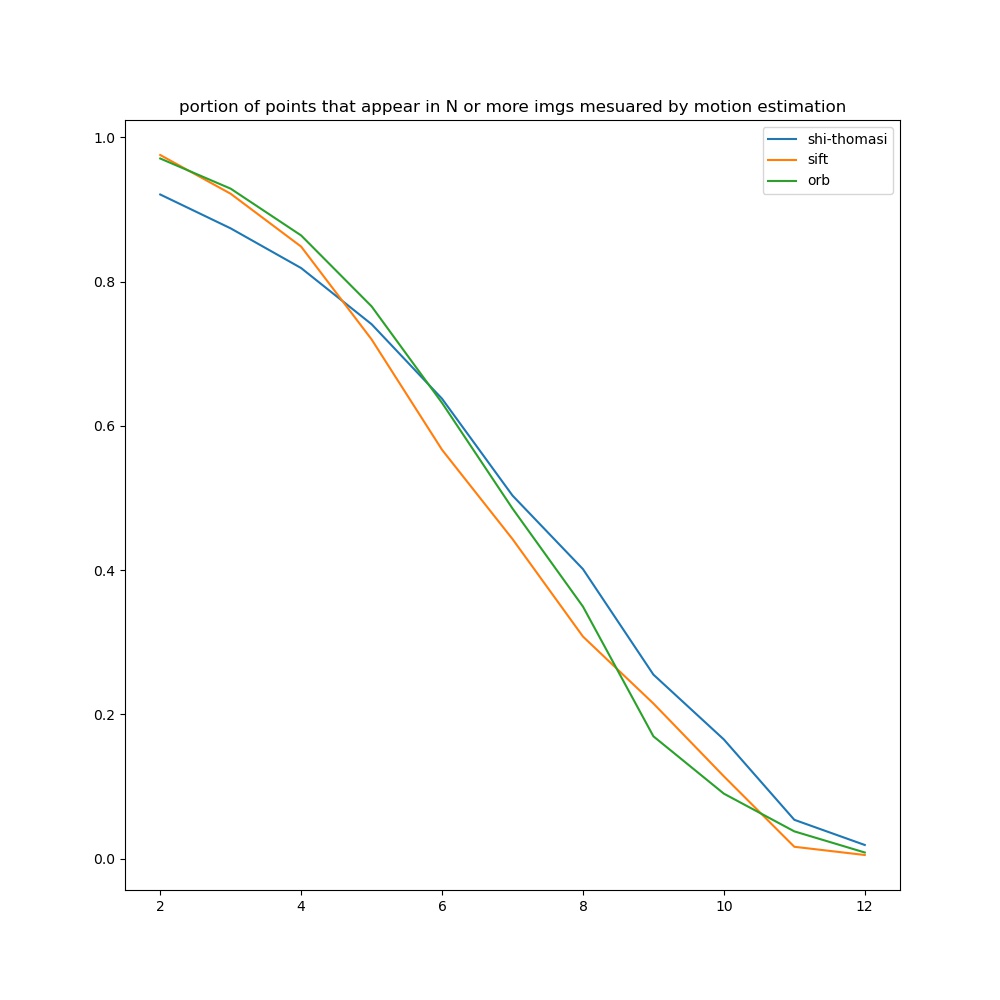 portion of points that appear in N or more imgs mesuared by motion estimation
shi-thomasi
sift
orb
1.0
0.8
0.6
0.4
0.2
0.0
2 4 6 8 10 12